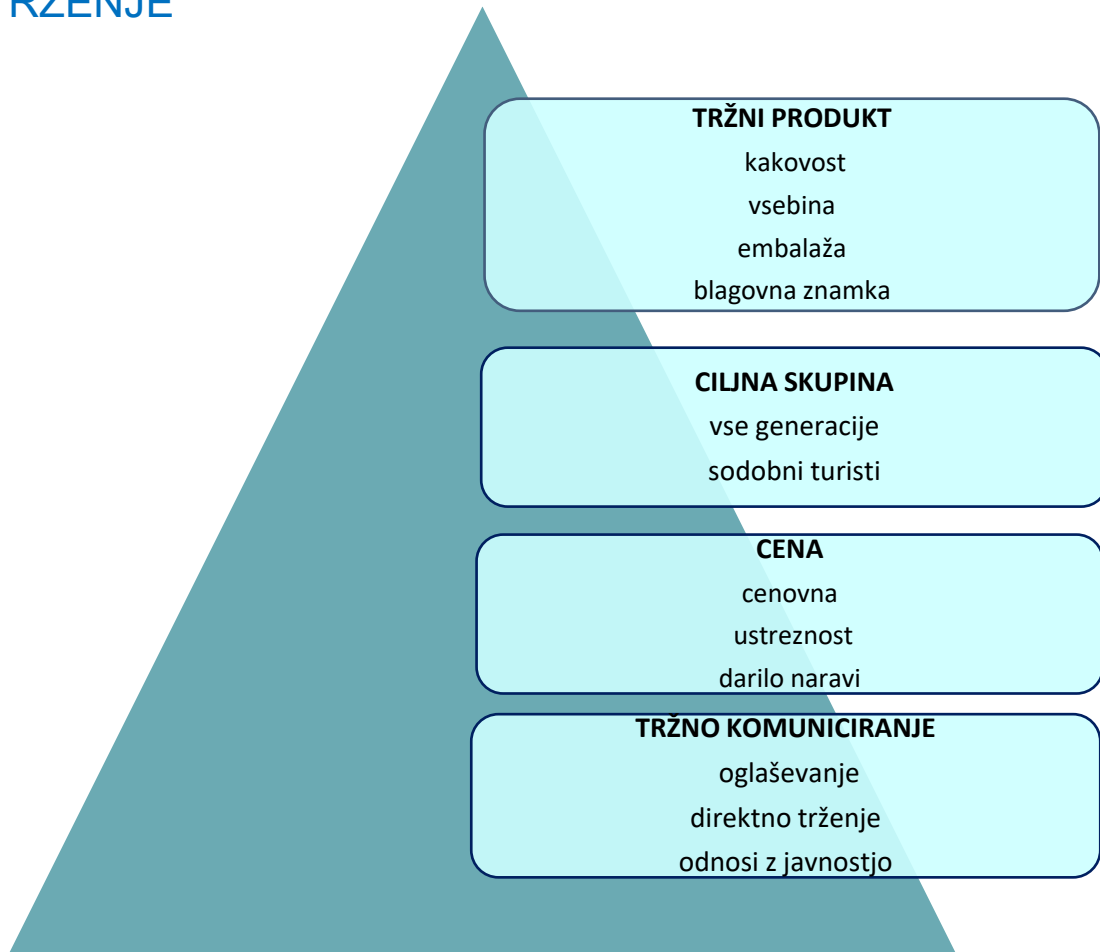 RŽENJE
TRŽNI PRODUKT
kakovost
vsebina
embalaža
blagovna znamka
CILJNA SKUPINA
vse generacije
sodobni turisti
CENA
cenovna
ustreznost
darilo naravi
TRŽNO KOMUNICIRANJE
oglaševanje
direktno trženje
odnosi z javnostjo